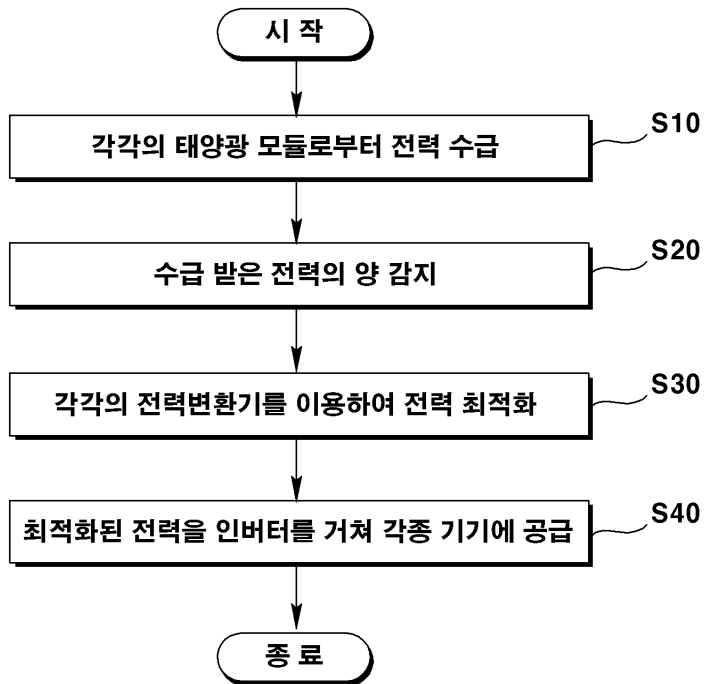 시 작
각각의 태양광 모듈로부터 전력 수급
S10
수급 받은 전력의 양 감지
S20
각각의 전력변환기를 이용하여 전력 최적화
S30
최적화된 전력을 인버터를 거쳐 각종 기기에 공급
S40
종 료